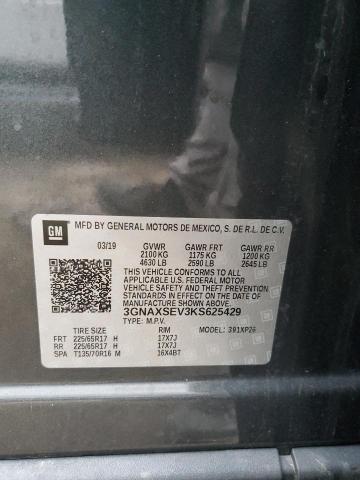 GM
MFD BY GENERAL MOTORS DE MEXICO, S. DE R.L. DE C.V.
03/19 GVWR GAWR FRT GAWR RR
2100 KG 1175 KG 1200 KG
4630 LB 2590 LB 2645 LB
THIS VEHICLE CONFORMS TO ALL APPLICABLE
U.S. FEDERAL MOTOR VEHICLE SAFETY, BUMPER,
AND THEFT PREVENTION STANDARDS IN EFFECT ON
THE DATE OF MANUFACTURE SHOWN ABOVE.
3GNAXSEV3KS625429
TYPE: M.P.V. MODEL: 391XP26
TIRE SIZE RIM
FRT 225/65R17 H 17X7J
RR 225/65R17 H 17X7J
SPA T135/70R16 M 16X4BT